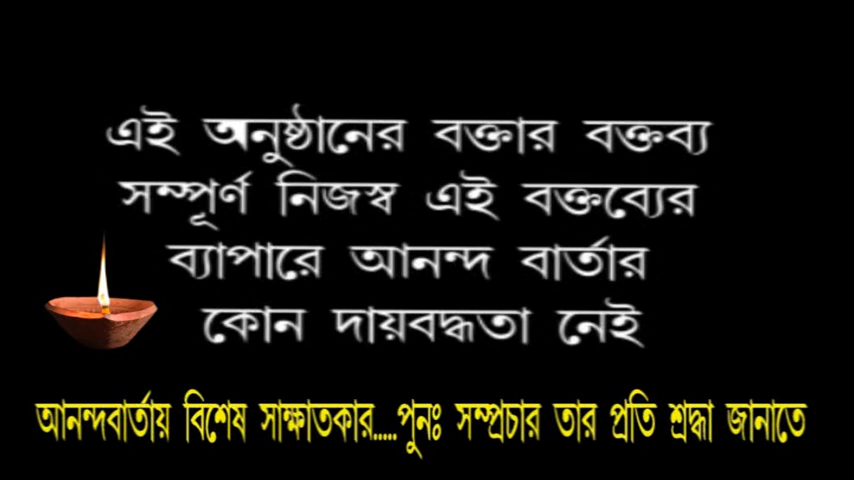 এই অনুষ্ঠানের বক্তার বক্তব্য
সম্পূর্ণ নিজস্ব এই বক্তব্যের
ব্যাপারে আনন্দ বার্তার
কোন দায়বদ্ধতা নেই
আনন্দবার্তায় বিশেষ সাক্ষাতকার.....পুনঃ সম্প্রচার তার প্রতি শ্রদ্ধা জানাতে